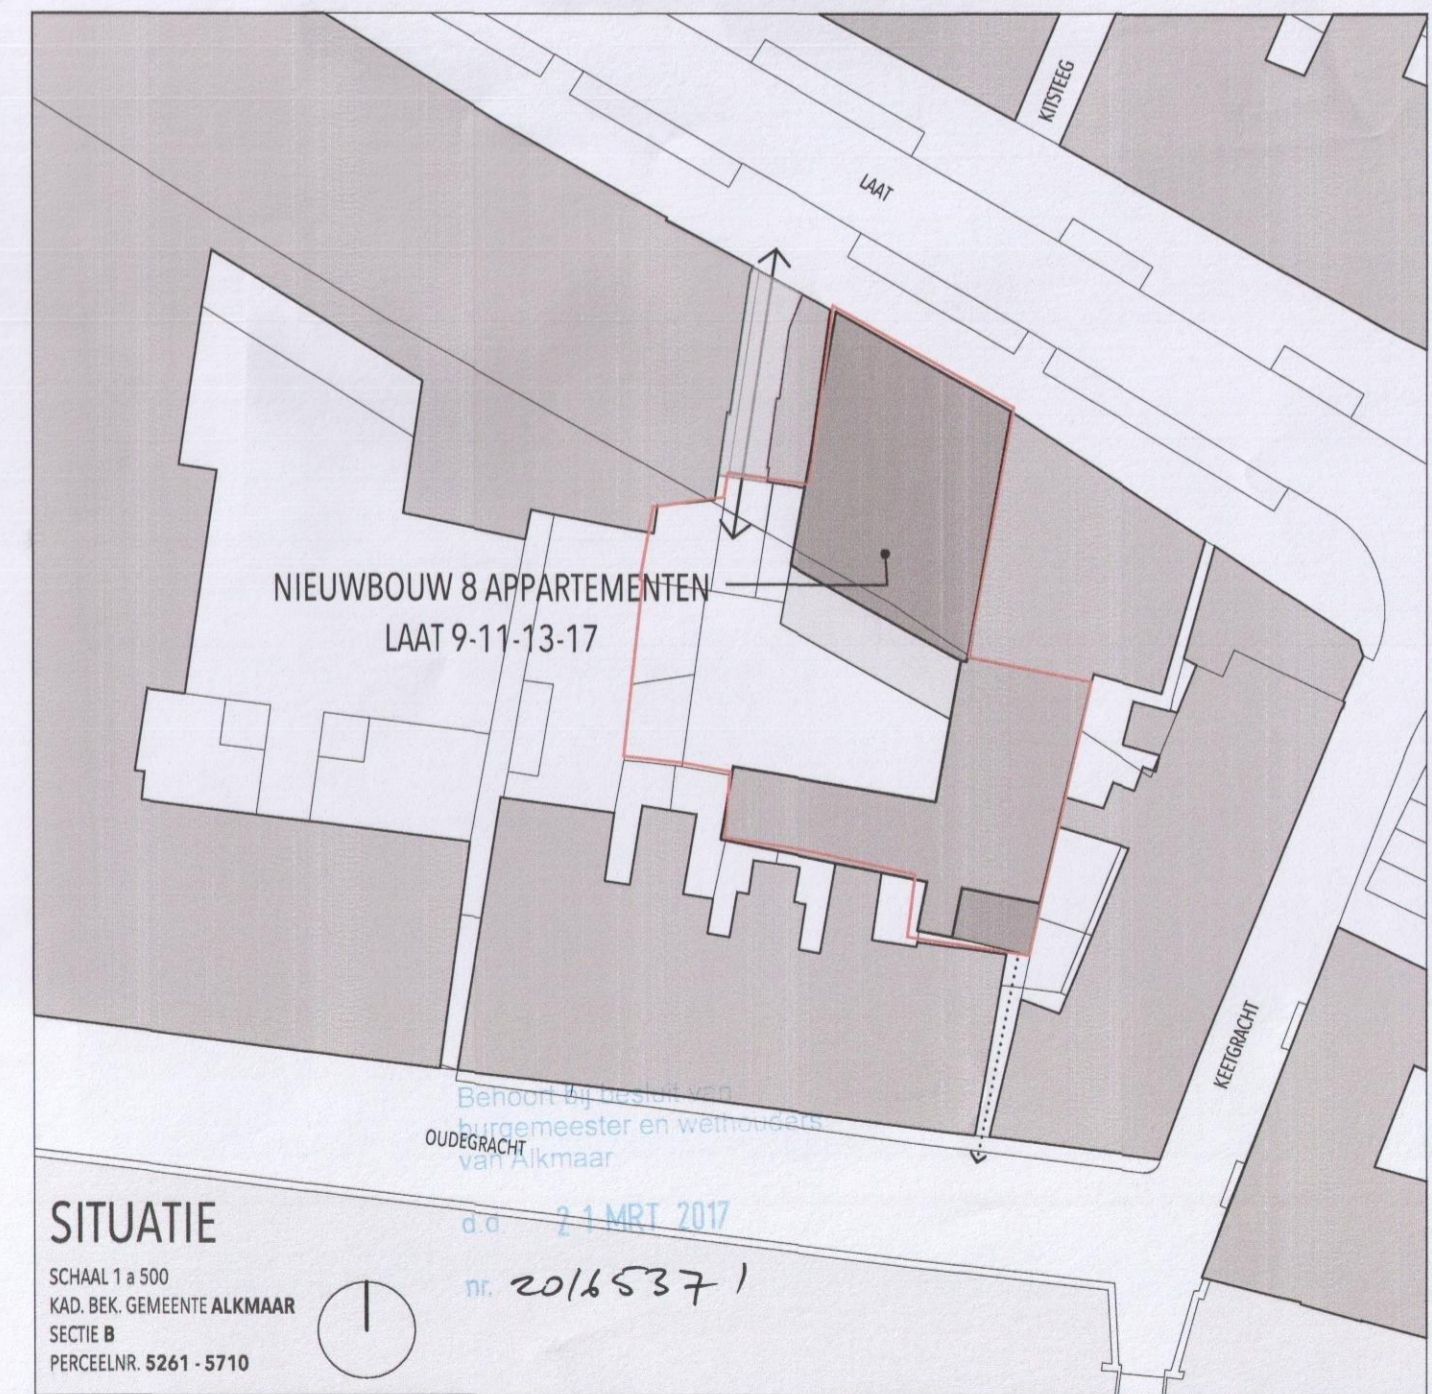 KITSTEEG
LAAT
NIEUWBOUW 8 APPARTEMENTEN
LAAT 9-11-13-17
KEETGRACHT
Behoort bij besluit van
burgemeester en wethouders
van Alkmaar
OUDEGRACHT
d.d. 21 MRT 2017
nr. 20165371
SITUATIE
SCHAAL 1 a 500
KAD. BEK. GEMEENTE ALKMAAR
SECTIE B
PERCEELNR. 5261 - 5710